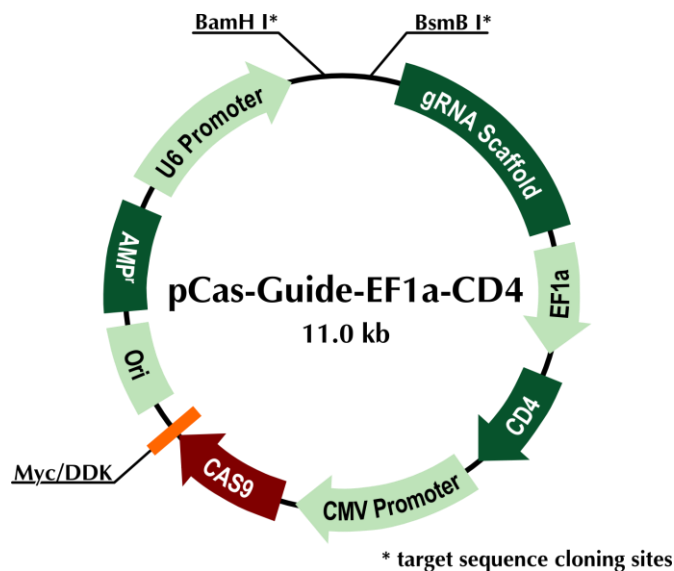 BamH I*
BsmB I*
U6 Promoter
gRNA Scaffold
AMPr
pCas-Guide-EF1a-CD4
11.0 kb
EF1a
Ori
CD4
Myc/DDK
CAS9
CMV Promoter
* target sequence cloning sites